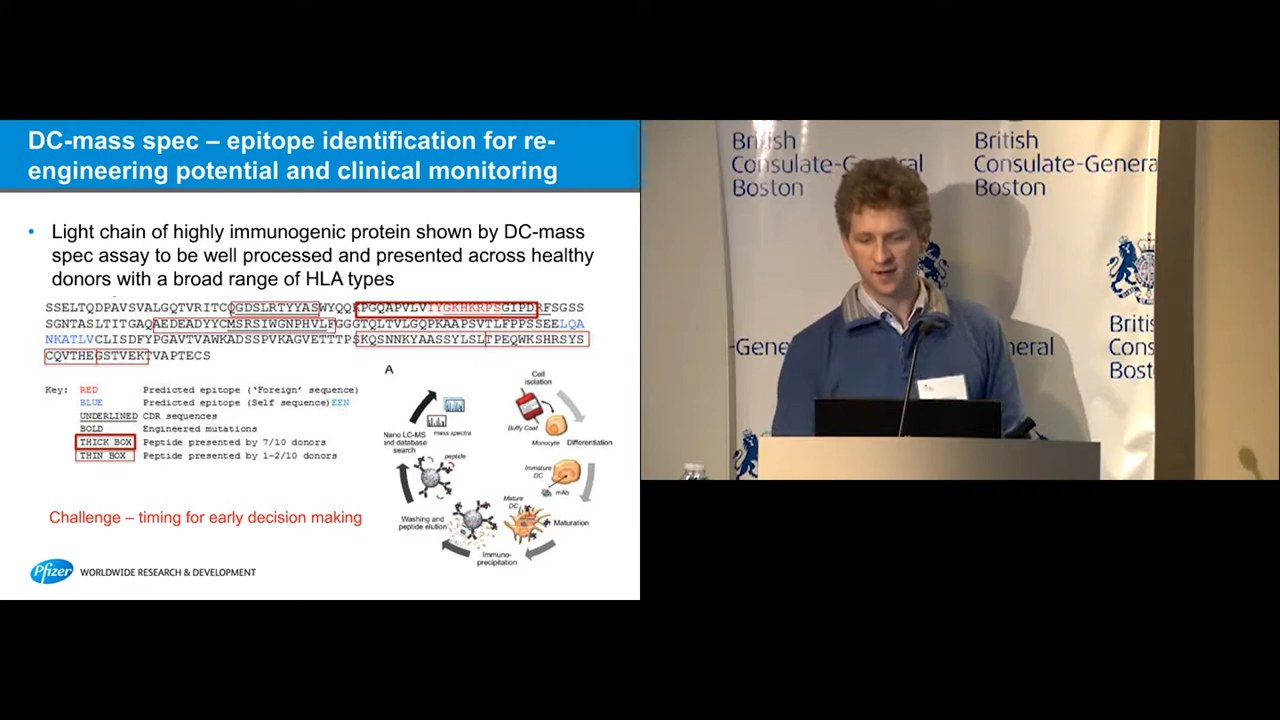 DC-mass spec – epitope identification for re-
engineering potential and clinical monitoring
• Light chain of highly immunogenic protein shown by DC-mass
spec assay to be well processed and presented across healthy
donors with a broad range of HLA types
SSELTQDPAVSVALGQTVRITCQGDSLRTYYASWYQQKPGQAPVLVIYGKHKRPSGIPDRFSGSS
SGNTASLTITGAQAEDEADYYCMSRSIWGNPHVLFGGGTQLTVLGQPKAAPSVTLFPPSSEELQA
NKATLVCLISDFYPGAVTVAWKADSSPVKAGVETTTPSKQSNNKYAASSYLSLTPEQWKSHRSYS
CQVTHEGSTVEKTVAPTECS
Key: RED Predicted epitope ('Foreign' sequence)
BLUE Predicted epitope (Self sequence)EEN
UNDERLINED CDR sequences
BOLD Engineered mutations
THICK BOX Peptide presented by 7/10 donors
THIN BOX Peptide presented by 1-2/10 donors
A
Cell
isolation
Buffy Coat
Monocyte
Differentiation
Immature
DC
mAb
Mature
DC
Maturation
Immuno-
precipitation
Washing and
peptide elution
peptide
Nano LC-MS
and database
search
mass spectra
Challenge – timing for early decision making
Pfizer WORLDWIDE RESEARCH & DEVELOPMENT
British
Consulate-General
Boston
British
Consulate-General
Boston
-General
Britis
Cons
Bost